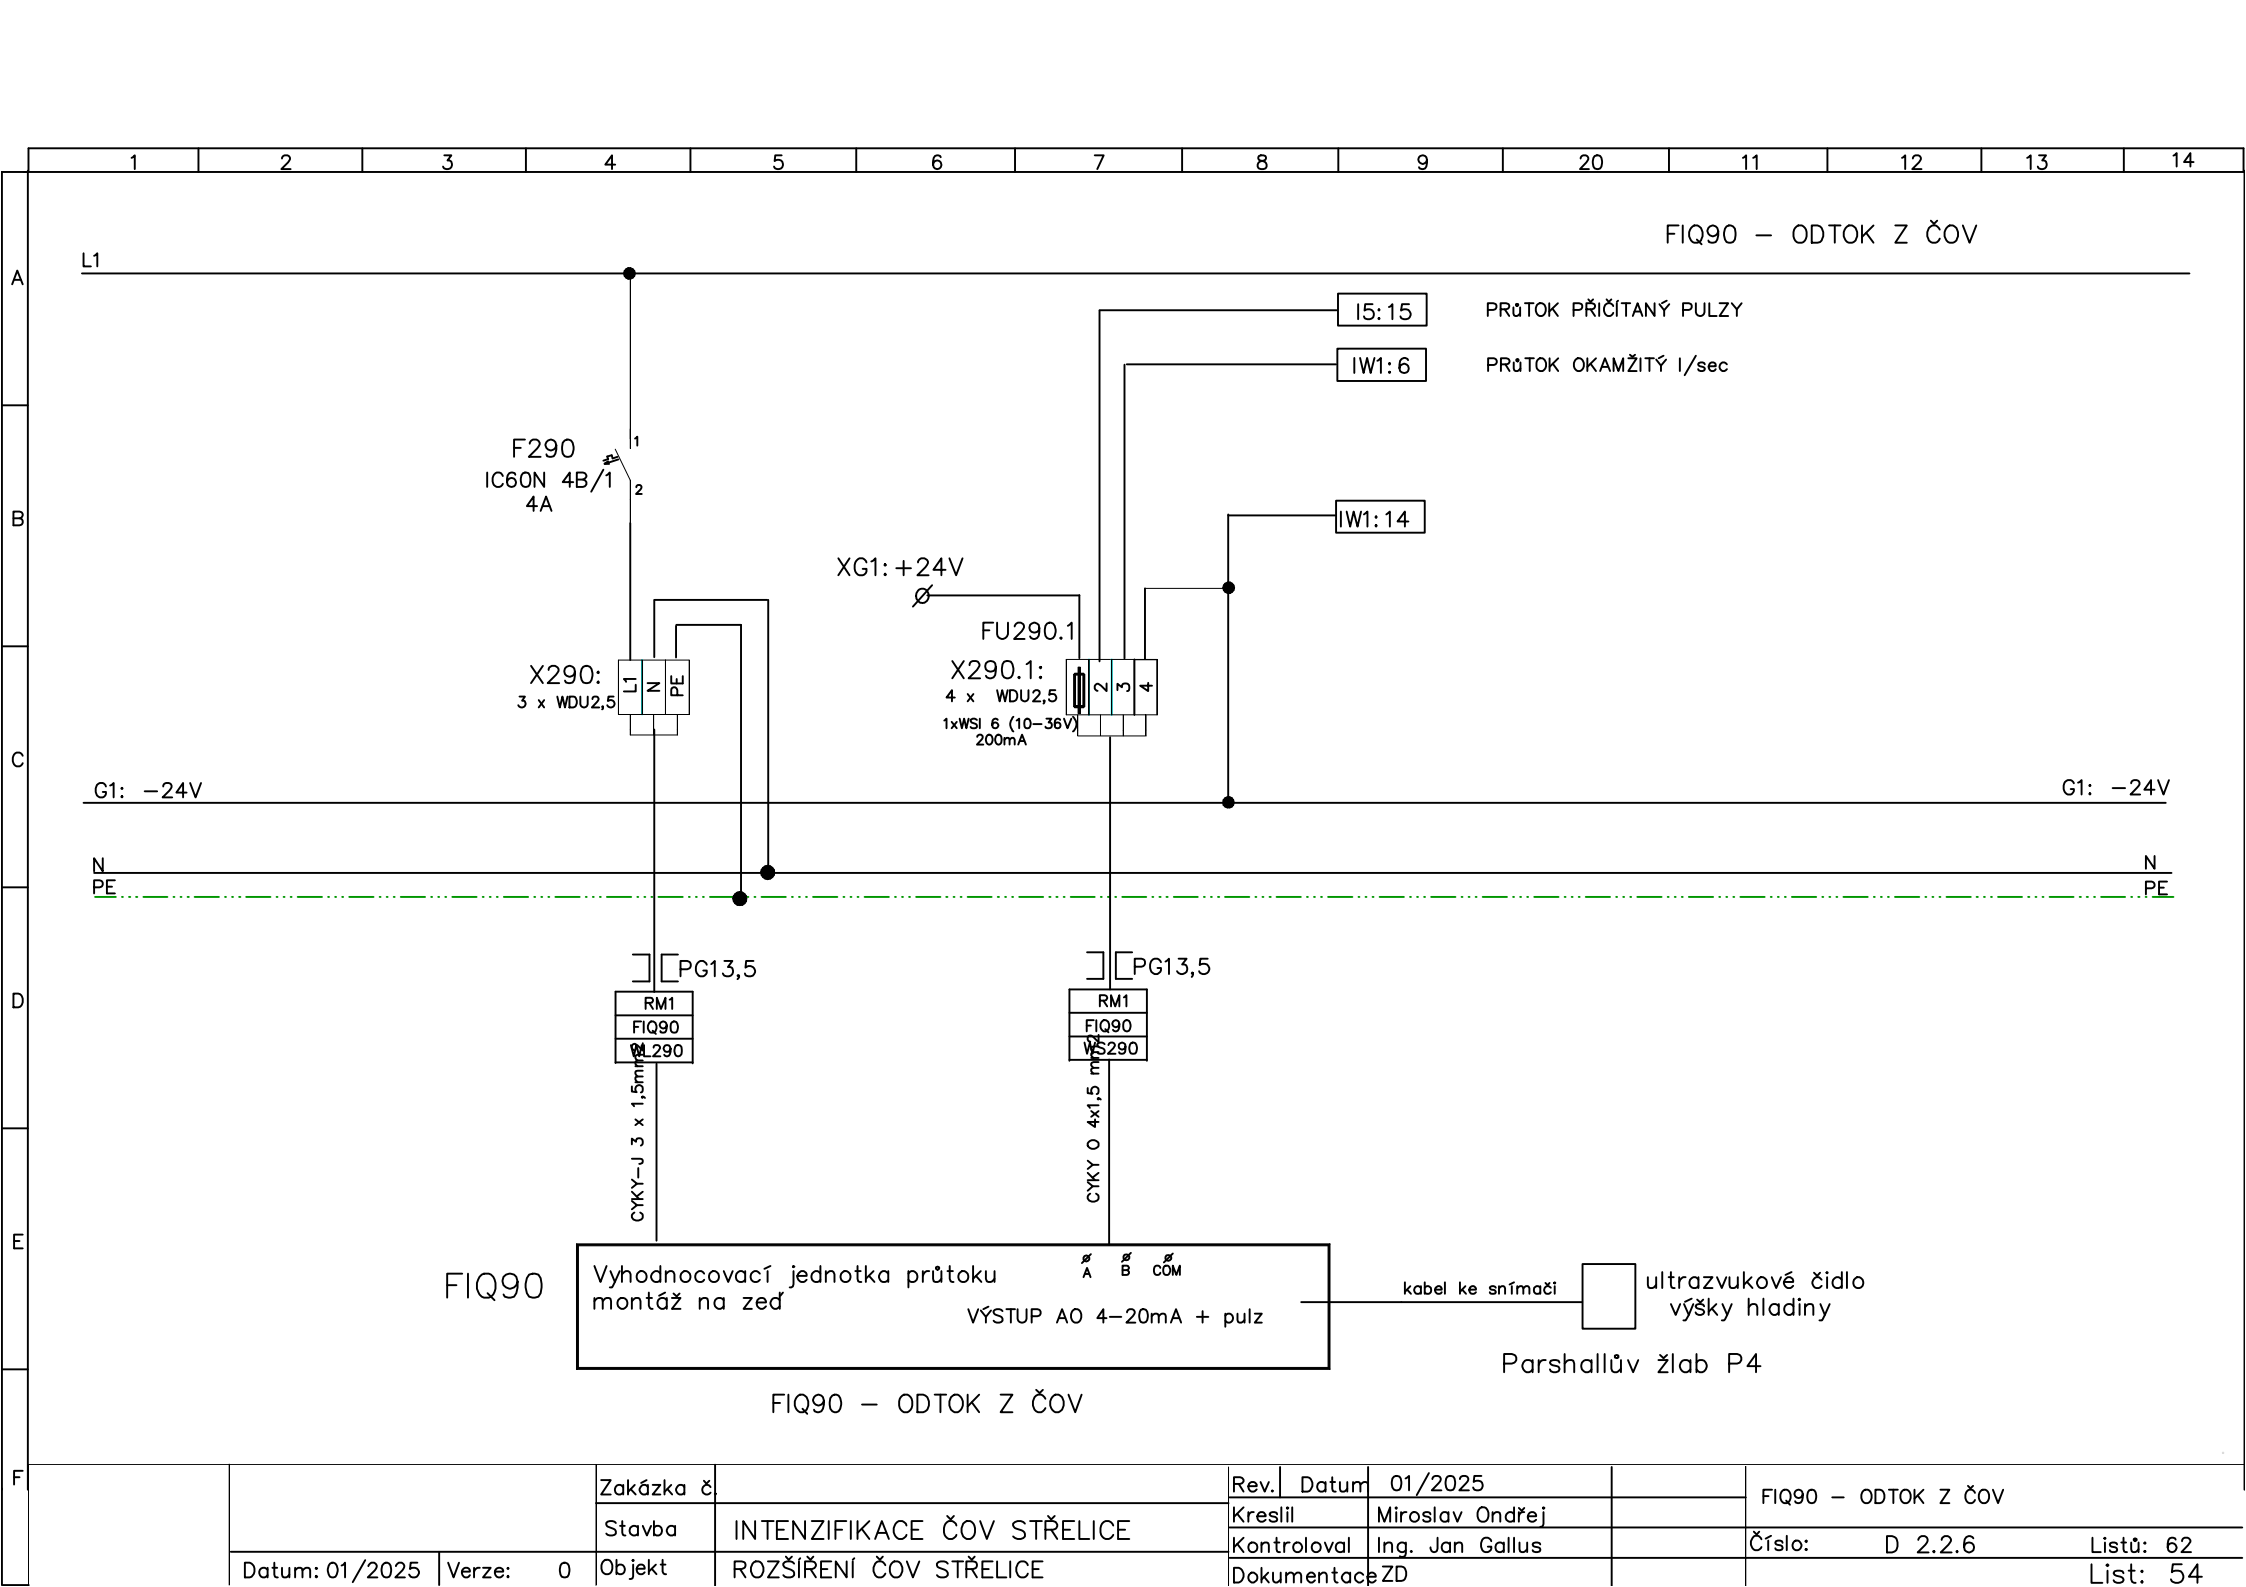 1 2 3 4 5 6 7 8 9 20 11 12 13 14
FIQ90 – ODTOK Z ČOV
A
L1
I5:15 PRůTOK PŘIČÍTANÝ PULZY
IW1:6 PRůTOK OKAMŽITÝ l/sec
F290
1
IC60N 4B/1
2
4A
B
IW1:14
XG1:+24V
FU290.1
X290:
3 x WDU2,5
L1 N PE
X290.1:
4 x WDU2,5
1xWSI 6 (10–36V)
200mA
2 3 4
C
G1: –24V G1: –24V
N N
PE PE
PG13,5 PG13,5
D
RM1 RM1
FIQ90 FIQ90
WL290 WS290
CYKY–J 3 x 1,5mm2
CYKY O 4x1,5 mm2
E
FIQ90
Vyhodnocovací jednotka průtoku
montáž na zeď
A B COM
VÝSTUP AO 4–20mA + pulz
kabel ke snímači
ultrazvukové čidlo
výšky hladiny
Parshallův žlab P4
FIQ90 – ODTOK Z ČOV
F
Zakázka č.
Stavba INTENZIFIKACE ČOV STŘELICE
Datum: 01/2025 Verze: 0 Objekt ROZŠÍŘENÍ ČOV STŘELICE
Rev. Datum 01/2025
Kreslil Miroslav Ondřej
Kontroloval Ing. Jan Gallus
Dokumentace ZD
FIQ90 – ODTOK Z ČOV
Číslo: D 2.2.6 Listů: 62
List: 54